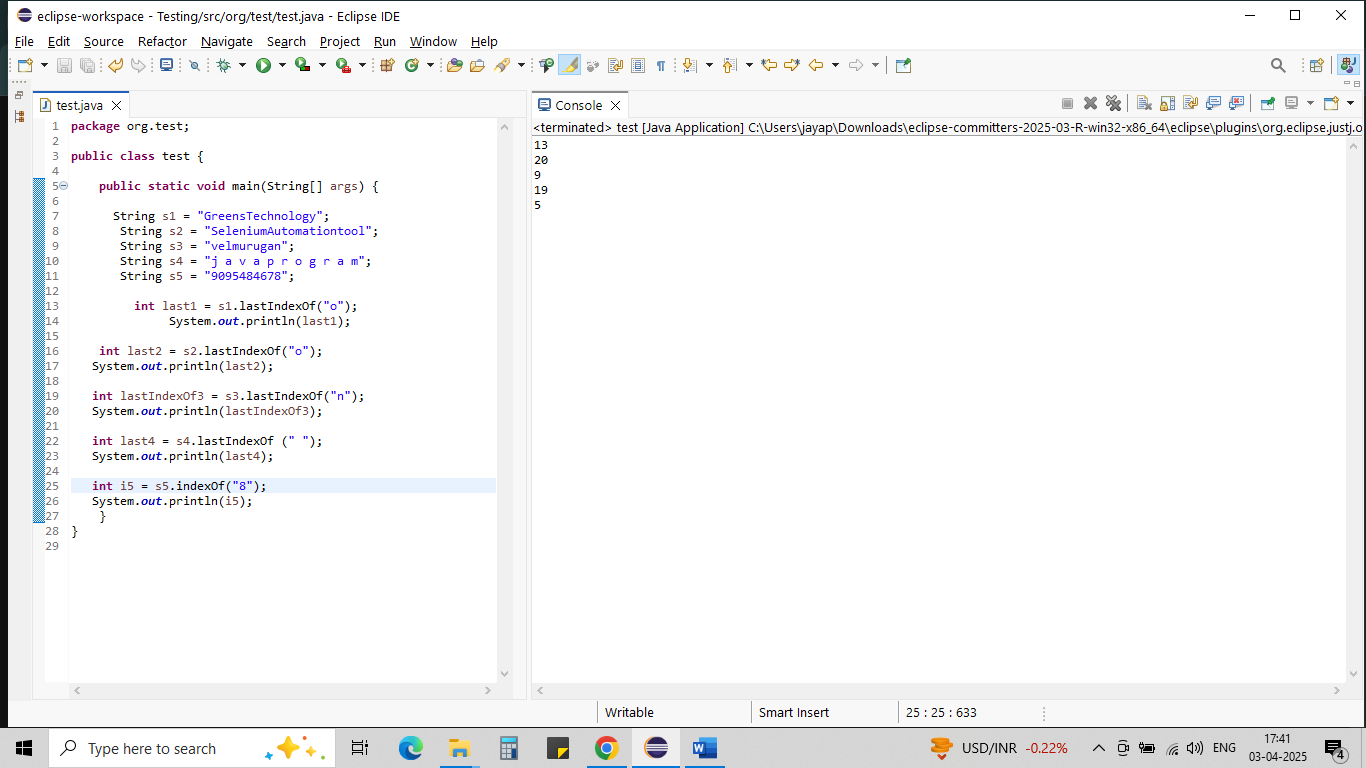 eclipse-workspace - Testing/src/org/test/test.java - Eclipse IDE
File Edit Source Refactor Navigate Search Project Run Window Help
test.java
1 package org.test;
2
3 public class test {
4
5 public static void main(String[] args) {
6
7 String s1 = "GreensTechnology";
8 String s2 = "SeleniumAutomationtool";
9 String s3 = "velmurugan";
10 String s4 = "j a v a p r o g r a m";
11 String s5 = "9095484678";
12
13 int last1 = s1.lastIndexOf("o");
14 System.out.println(last1);
15
16 int last2 = s2.lastIndexOf("o");
17 System.out.println(last2);
18
19 int lastIndexOf3 = s3.lastIndexOf("n");
20 System.out.println(lastIndexOf3);
21
22 int last4 = s4.lastIndexOf (" ");
23 System.out.println(last4);
24
25 int i5 = s5.indexOf("8");
26 System.out.println(i5);
27 }
28 }
29
Console
<terminated> test [Java Application] C:\Users\jayap\Downloads\eclipse-committers-2025-03-R-win32-x86_64\eclipse\plugins\org.eclipse.justj.o
13
20
9
19
5
Writable Smart Insert 25 : 25 : 633
Type here to search
USD/INR -0.22%
ENG
17:41
03-04-2025
4